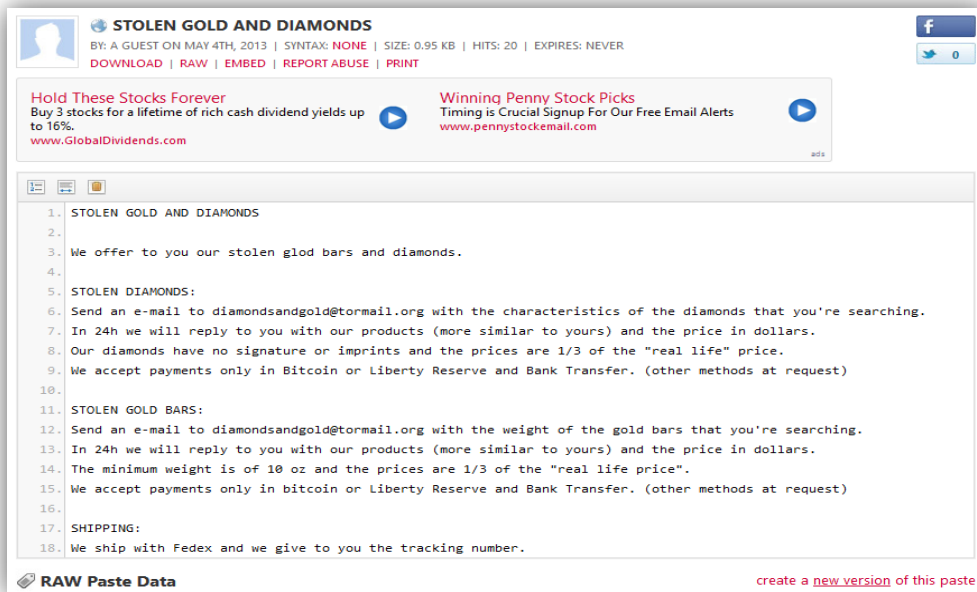 STOLEN GOLD AND DIAMONDS
BY: A GUEST ON MAY 4TH, 2013 | SYNTAX: NONE | SIZE: 0.95 KB | HITS: 20 | EXPIRES: NEVER
DOWNLOAD | RAW | EMBED | REPORT ABUSE | PRINT
f
0
Hold These Stocks Forever
Buy 3 stocks for a lifetime of rich cash dividend yields up
to 16%.
www.GlobalDividends.com
Winning Penny Stock Picks
Timing is Crucial Signup For Our Free Email Alerts
www.pennystockemail.com
ads
1. STOLEN GOLD AND DIAMONDS
2.
3. We offer to you our stolen glod bars and diamonds.
4.
5. STOLEN DIAMONDS:
6. Send an e-mail to diamondsandgold@tormail.org with the characteristics of the diamonds that you're searching.
7. In 24h we will reply to you with our products (more similar to yours) and the price in dollars.
8. Our diamonds have no signature or imprints and the prices are 1/3 of the "real life" price.
9. We accept payments only in Bitcoin or Liberty Reserve and Bank Transfer. (other methods at request)
10.
11. STOLEN GOLD BARS:
12. Send an e-mail to diamondsandgold@tormail.org with the weight of the gold bars that you're searching.
13. In 24h we will reply to you with our products (more similar to yours) and the price in dollars.
14. The minimum weight is of 10 oz and the prices are 1/3 of the "real life price".
15. We accept payments only in bitcoin or Liberty Reserve and Bank Transfer. (other methods at request)
16.
17. SHIPPING:
18. We ship with Fedex and we give to you the tracking number.
RAW Paste Data
create a new version of this paste